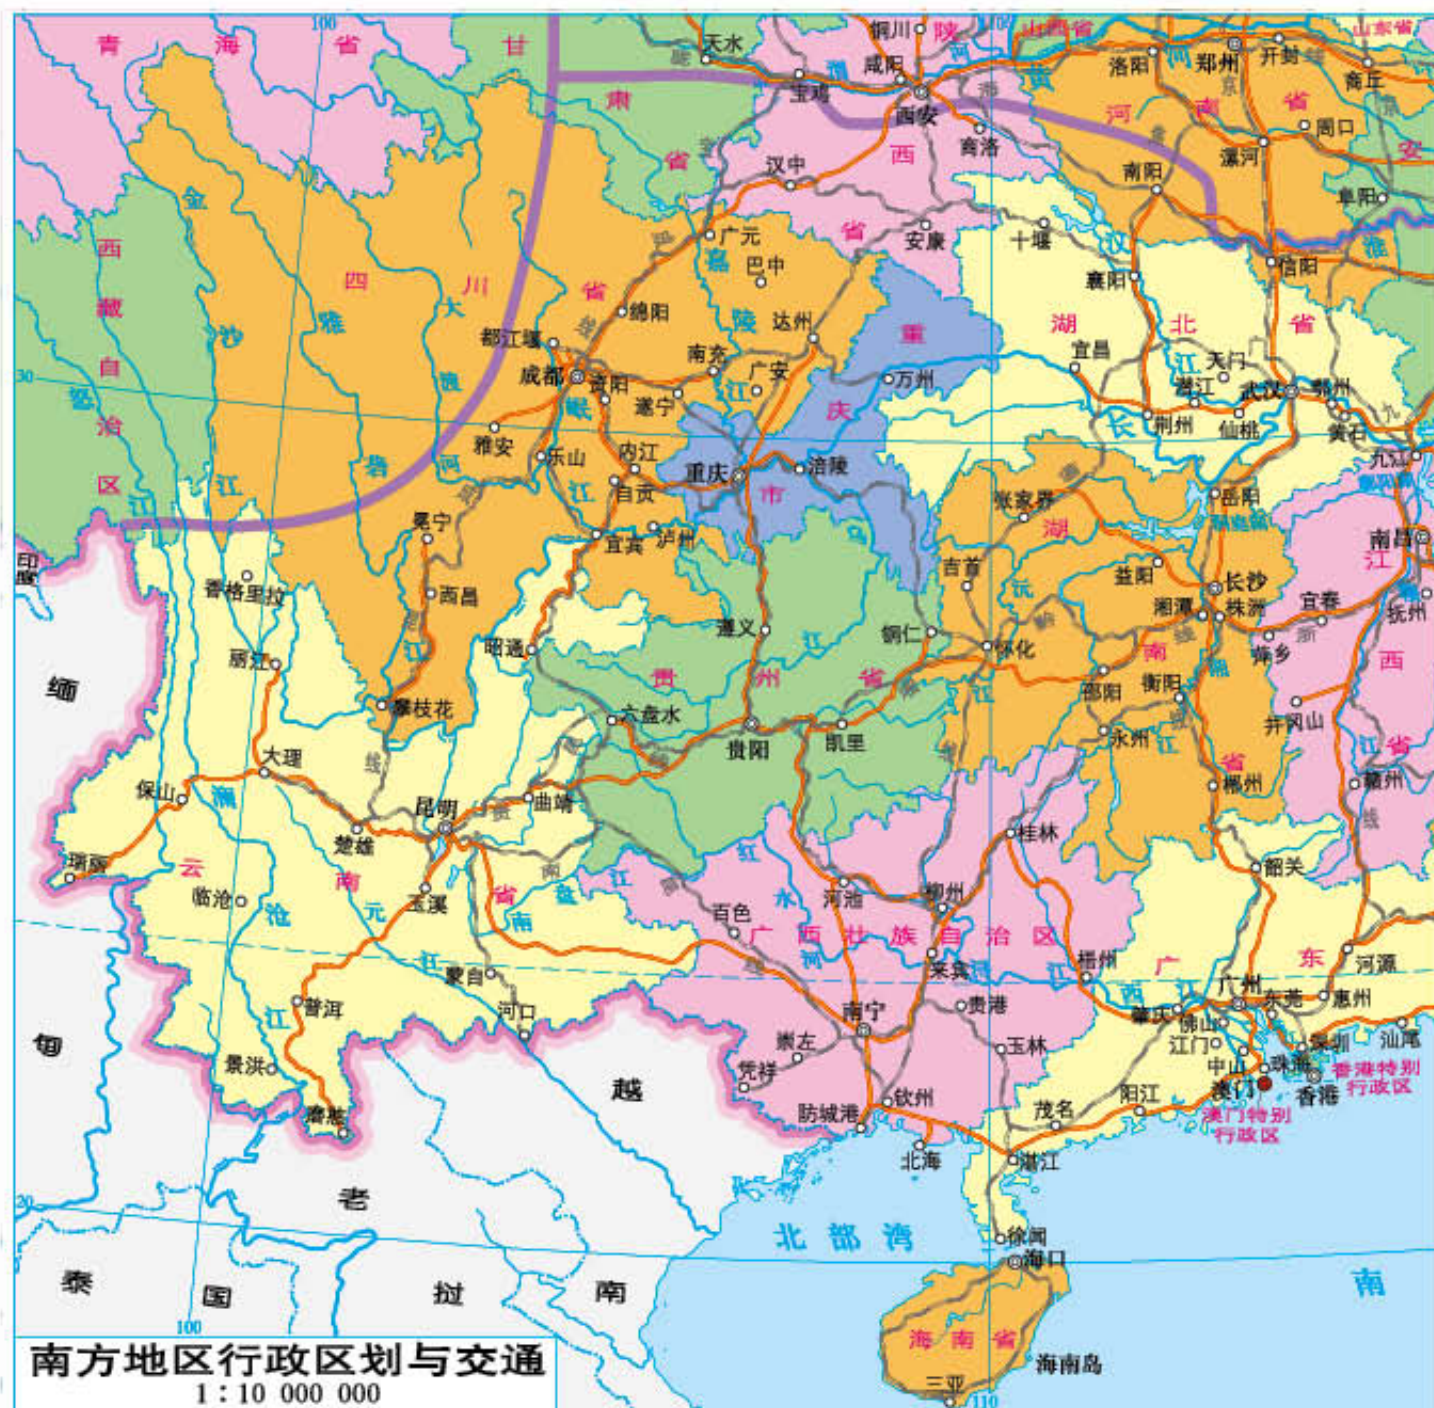 100
110
青海省
甘肃省
陕西省
山西省
山东省
河南省
安
西藏自治区
四川省
重庆市
湖北省
湖南省
江西省
贵州省
云南省
广西壮族自治区
广东
海南省
香港特别
行政区
澳门特别
行政区
天水
铜川
咸阳
宝鸡
西安
商洛
洛阳
郑州
开封
商丘
周口
漯河
南阳
阜阳
汉中
安康
十堰
襄阳
信阳
广元
巴中
绵阳
达州
都江堰
成都
资阳
南充
广安
遂宁
万州
宜昌
天门
潜江
武汉
鄂州
荆州
仙桃
黄石
九江
雅安
乐山
内江
自贡
重庆
涪陵
宜宾
泸州
冕宁
西昌
攀枝花
张家界
岳阳
南昌
抚州
吉首
益阳
长沙
湘潭
株洲
宜春
萍乡
井冈山
赣州
铜仁
怀化
邵阳
衡阳
永州
郴州
遵义
昭通
六盘水
贵阳
凯里
香格里拉
丽江
大理
保山
瑞丽
楚雄
昆明
曲靖
玉溪
临沧
普洱
景洪
磨憨
蒙自
河口
百色
河池
柳州
桂林
来宾
梧州
贵港
南宁
崇左
凭祥
玉林
钦州
防城港
北海
韶关
河源
广州
东莞
惠州
肇庆
佛山
江门
中山
珠海
深圳
汕尾
澳门
香港
阳江
茂名
湛江
徐闻
海口
三亚
海南岛
金沙江
雅砻江
大渡河
岷江
嘉陵江
怒江
澜沧江
元江
南盘江
红水河
西江
汉江
长
黄河
渭
淮
沅江
湘江
30
20
缅甸
老挝
越南
泰国
北部湾
南
100
110
南方地区行政区划与交通
1：10 000 000